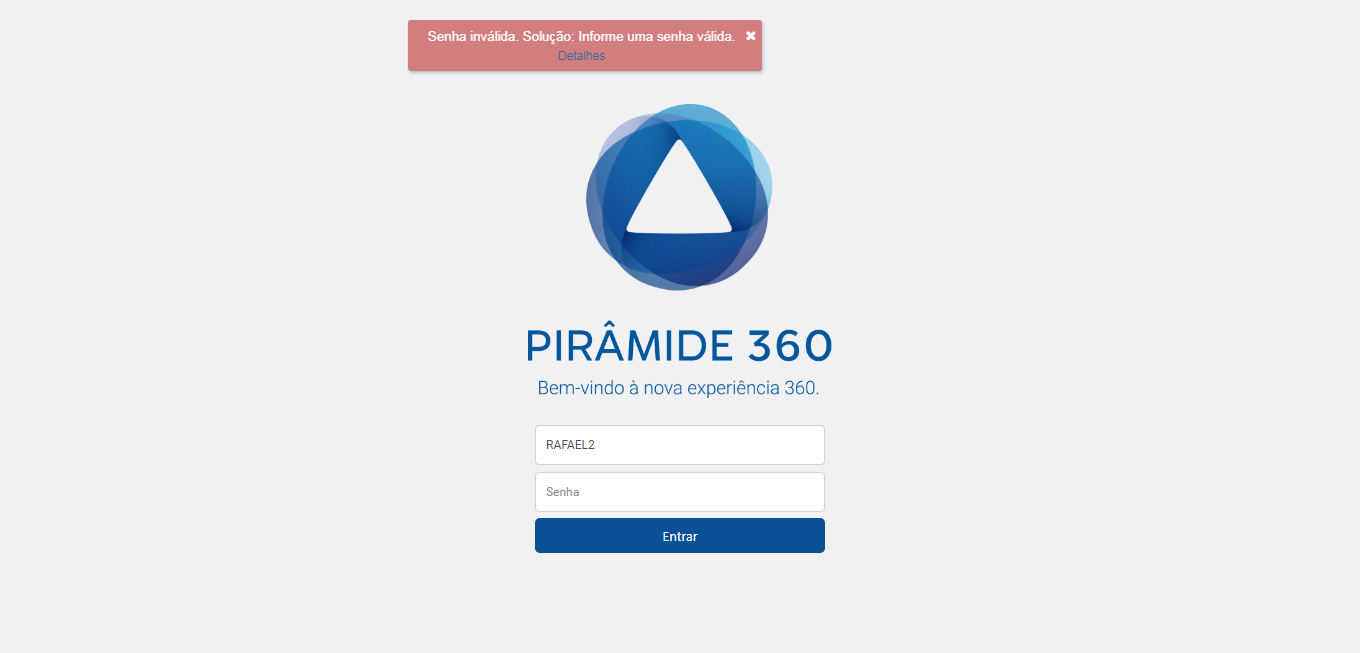 Senha inválida. Solução: Informe uma senha válida. ✖
Detalhes
PIRÂMIDE 360
Bem-vindo à nova experiência 360.
RAFAEL2
Senha
Entrar